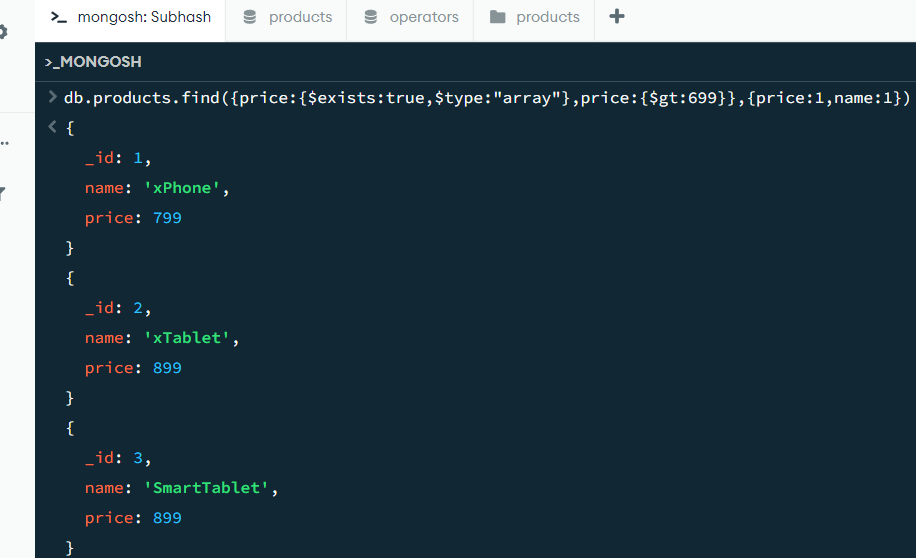 >_ mongosh: Subhash products operators products +
>_MONGOSH
> db.products.find({price:{$exists:true,$type:"array"},price:{$gt:699}},{price:1,name:1})
< {
_id: 1,
name: 'xPhone',
price: 799
}
{
_id: 2,
name: 'xTablet',
price: 899
}
{
_id: 3,
name: 'SmartTablet',
price: 899
}